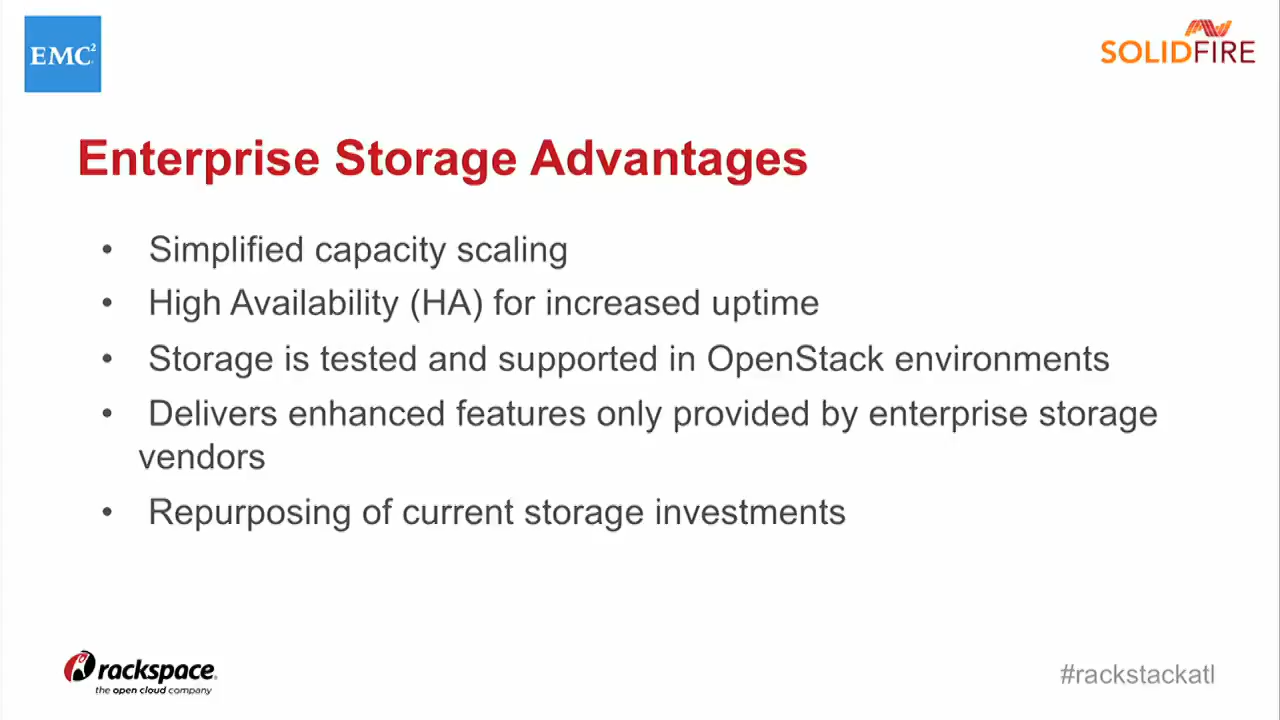 EMC²
SOLIDFIRE
Enterprise Storage Advantages
• Simplified capacity scaling
• High Availability (HA) for increased uptime
• Storage is tested and supported in OpenStack environments
• Delivers enhanced features only provided by enterprise storage
vendors
• Repurposing of current storage investments
rackspace
the open cloud company
#rackstackatl